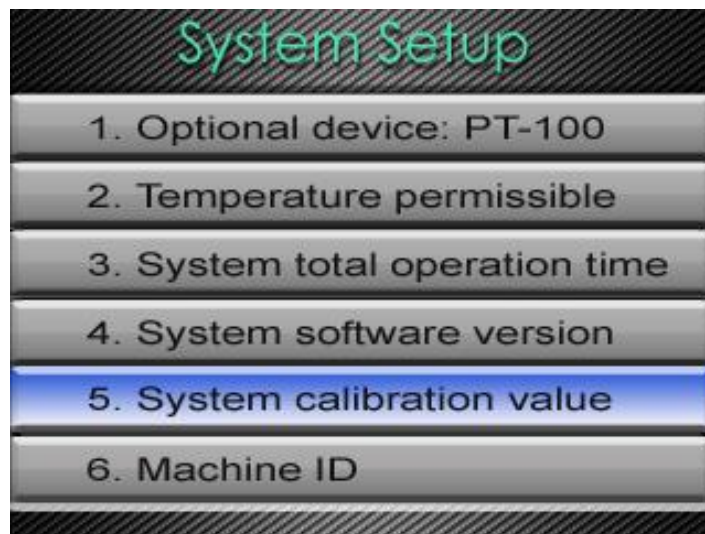 System Setup
1. Optional device: PT-100
2. Temperature permissible
3. System total operation time
4. System software version
5. System calibration value
6. Machine ID